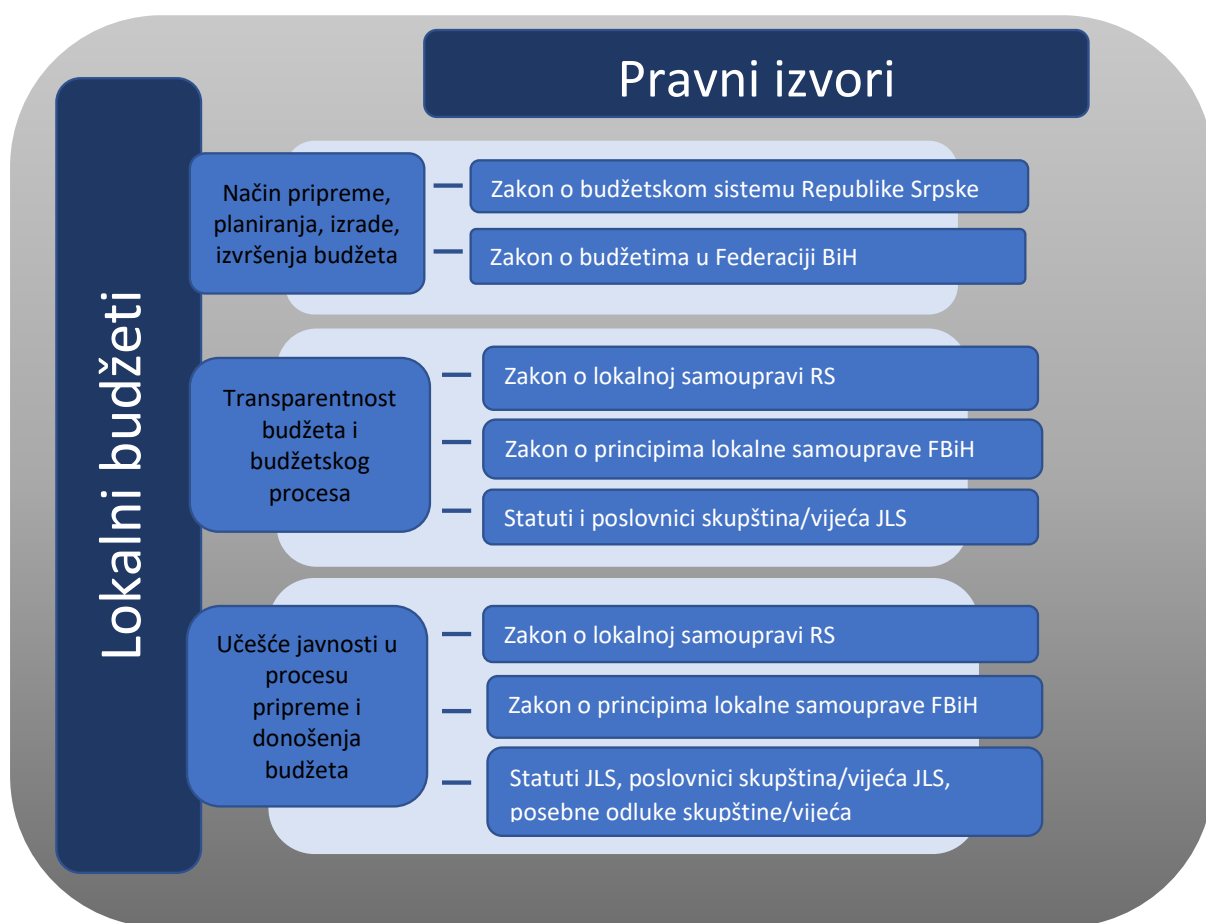 Pravni izvori
Lokalni budžeti
Način pripreme,
planiranja, izrade,
izvršenja budžeta
Zakon o budžetskom sistemu Republike Srpske
Zakon o budžetima u Federaciji BiH
Transparentnost
budžeta i
budžetskog
procesa
Zakon o lokalnoj samoupravi RS
Zakon o principima lokalne samouprave FBiH
Statuti i poslovnici skupština/vijeća JLS
Učešće javnosti u
procesu
pripreme i
donošenja
budžeta
Zakon o lokalnoj samoupravi RS
Zakon o principima lokalne samouprave FBiH
Statuti JLS, poslovnici skupština/vijeća JLS,
posebne odluke skupštine/vijeća